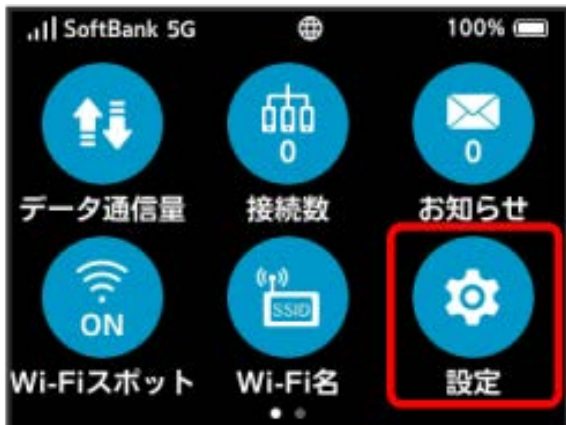 SoftBank 5G 100%
0 0
データ通信量 接続数 お知らせ
ON SSID
Wi-Fiスポット Wi-Fi名 設定